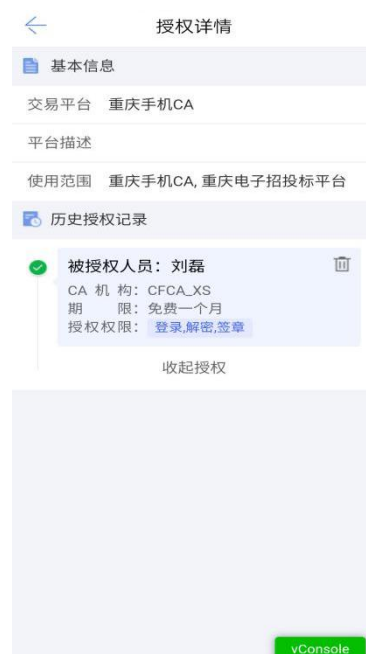 授权详情
基本信息
交易平台 重庆手机CA
平台描述
使用范围 重庆手机CA, 重庆电子招投标平台
历史授权记录
被授权人员：刘磊
CA 机 构：CFCA_XS
期 限：免费一个月
授权权限：登录,解密,签章
收起授权
vConsole